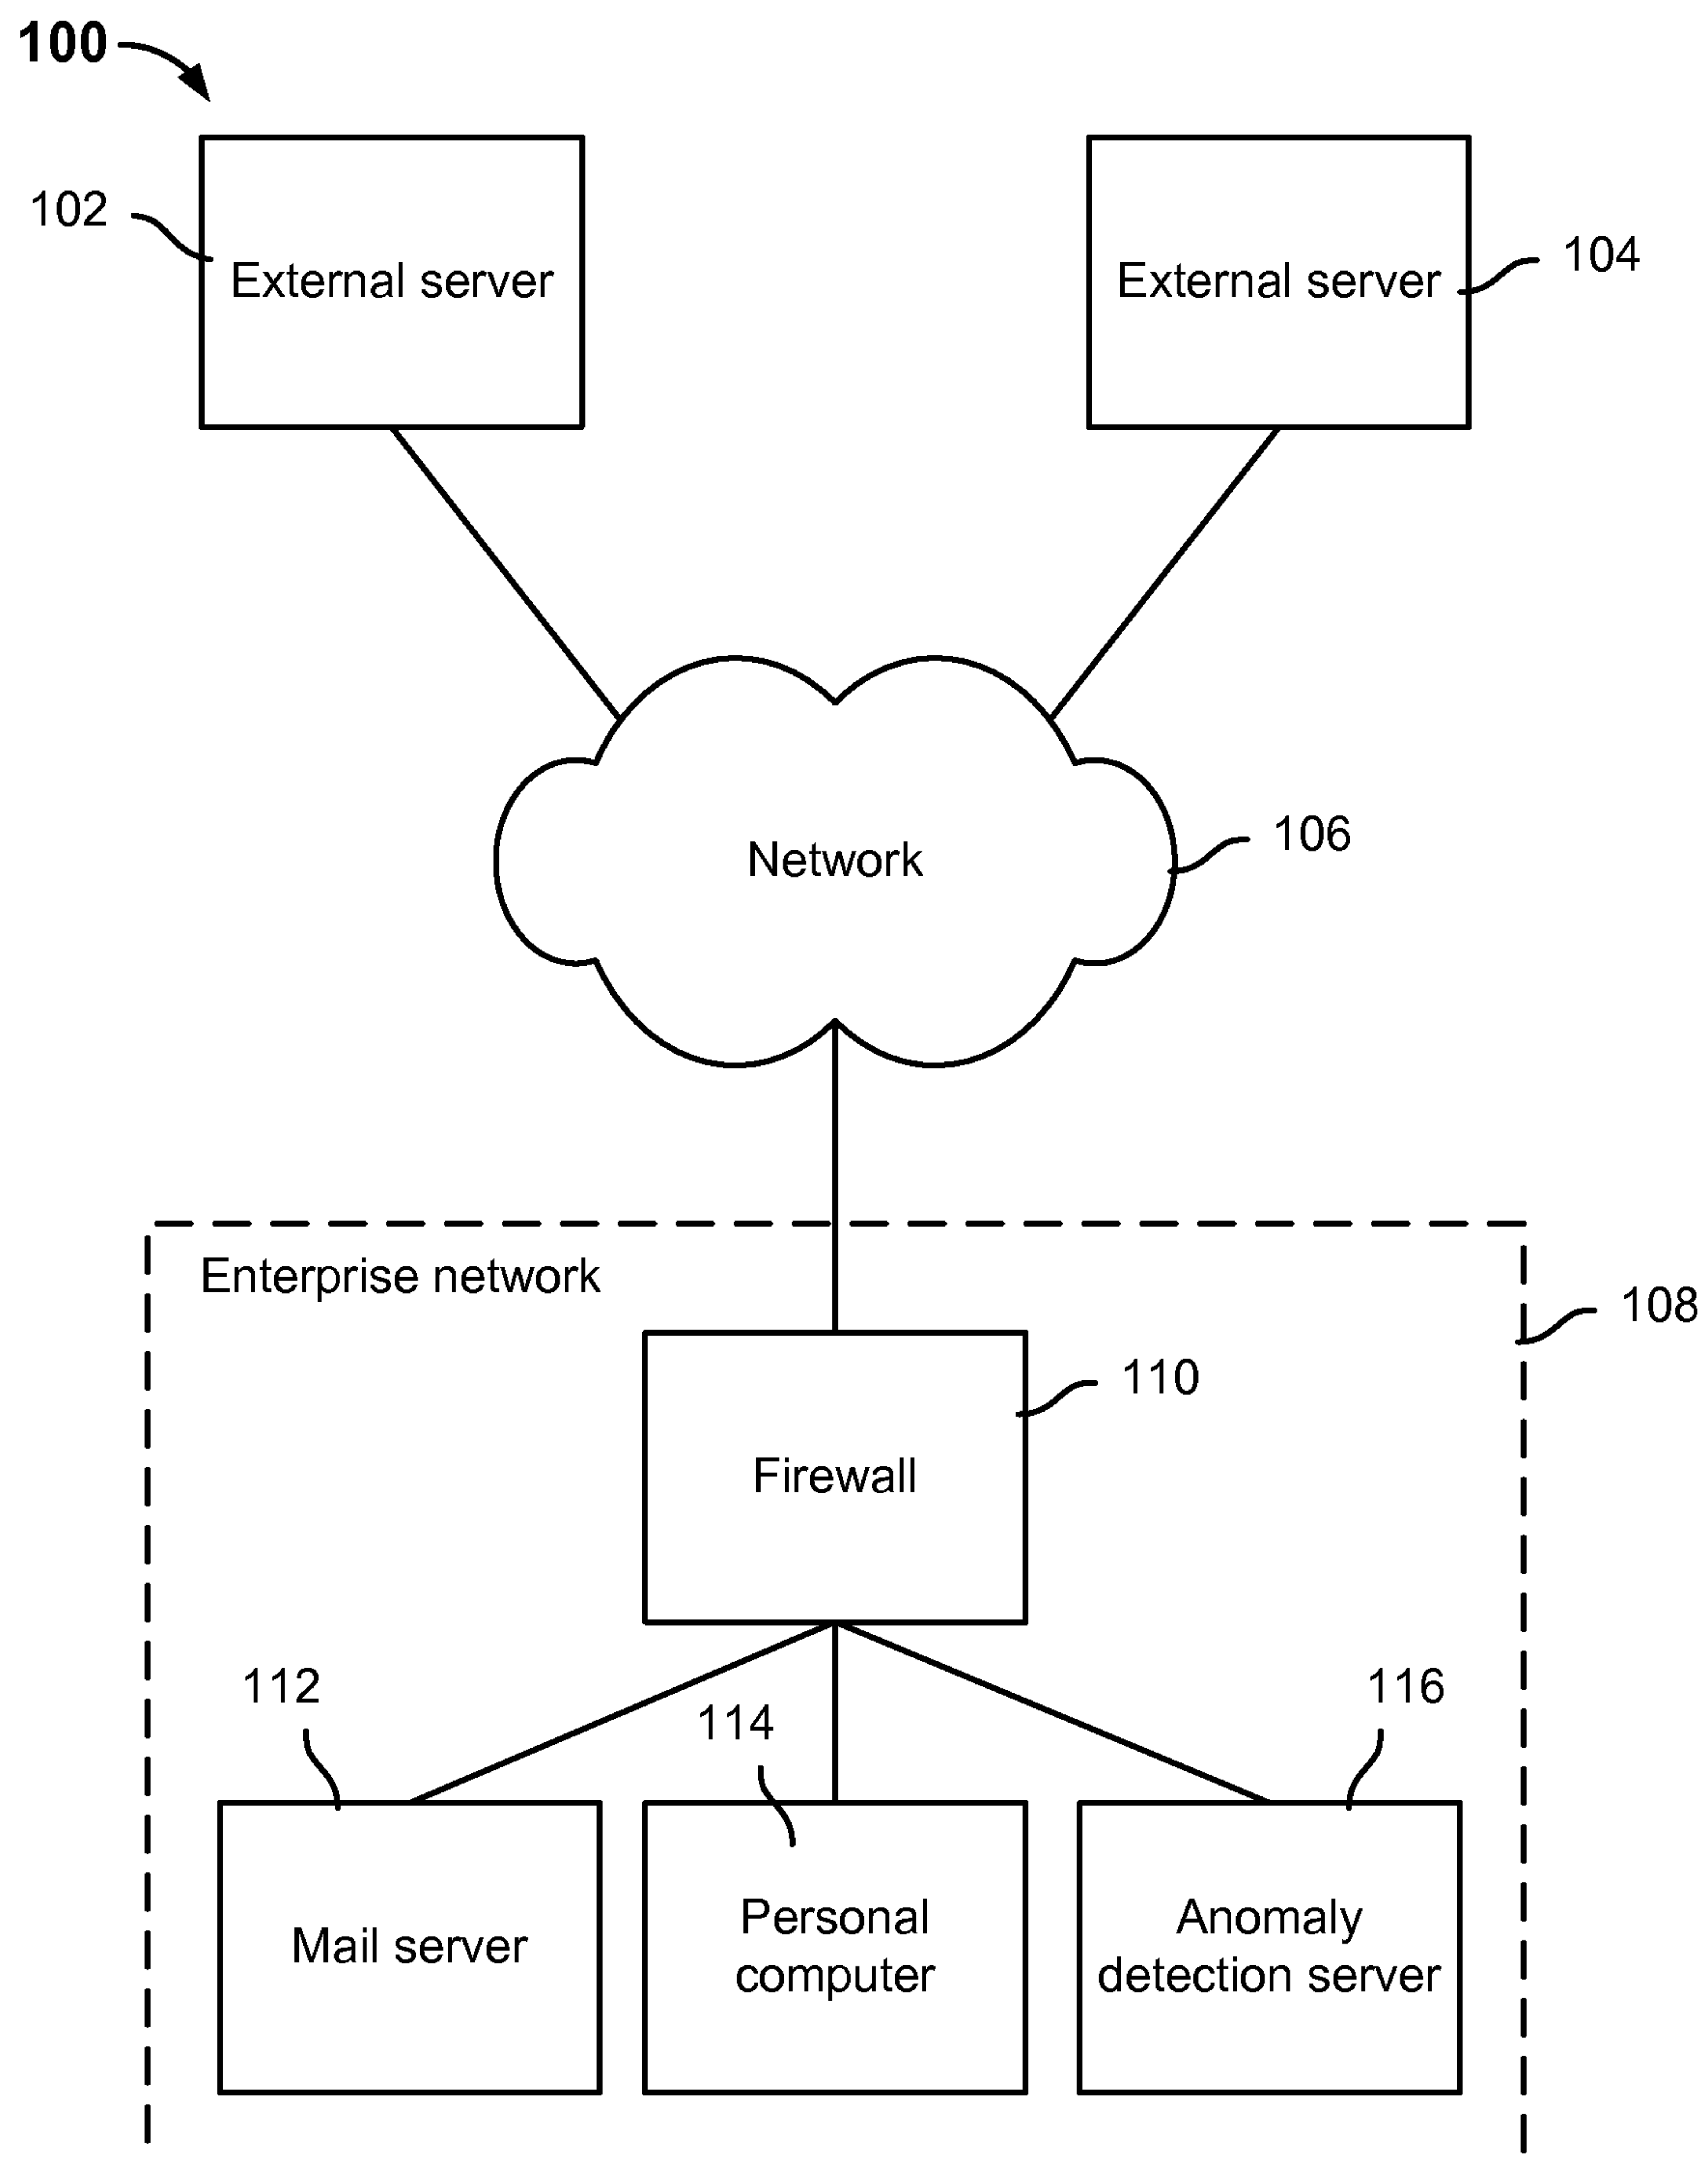 100
102
External server
External server
104
Network
106
Enterprise network
108
110
Firewall
112
114
116
Mail server
Personal
computer
Anomaly
detection server